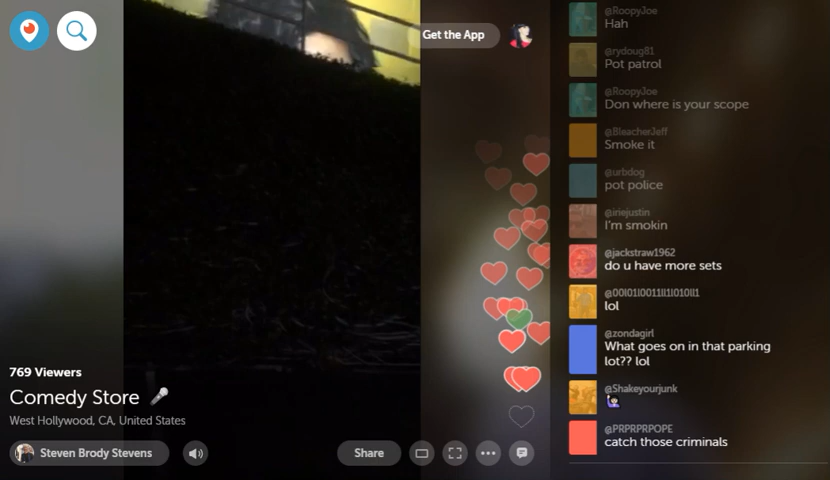 Get the App
@RoopyJoe
Hah
@rydoug81
Pot patrol
@RoopyJoe
Don where is your scope
@BleacherJeff
Smoke it
@urbdog
pot police
@iriejustin
I'm smokin
@jackstraw1962
do u have more sets
lol
@zondagirl
What goes on in that parking
lot?? lol
@Shakeyourjunk
🙋🏻
@PRPRPRPOPE
catch those criminals
769 Viewers
Comedy Store 🎤
West Hollywood, CA, United States
Steven Brody Stevens
Share